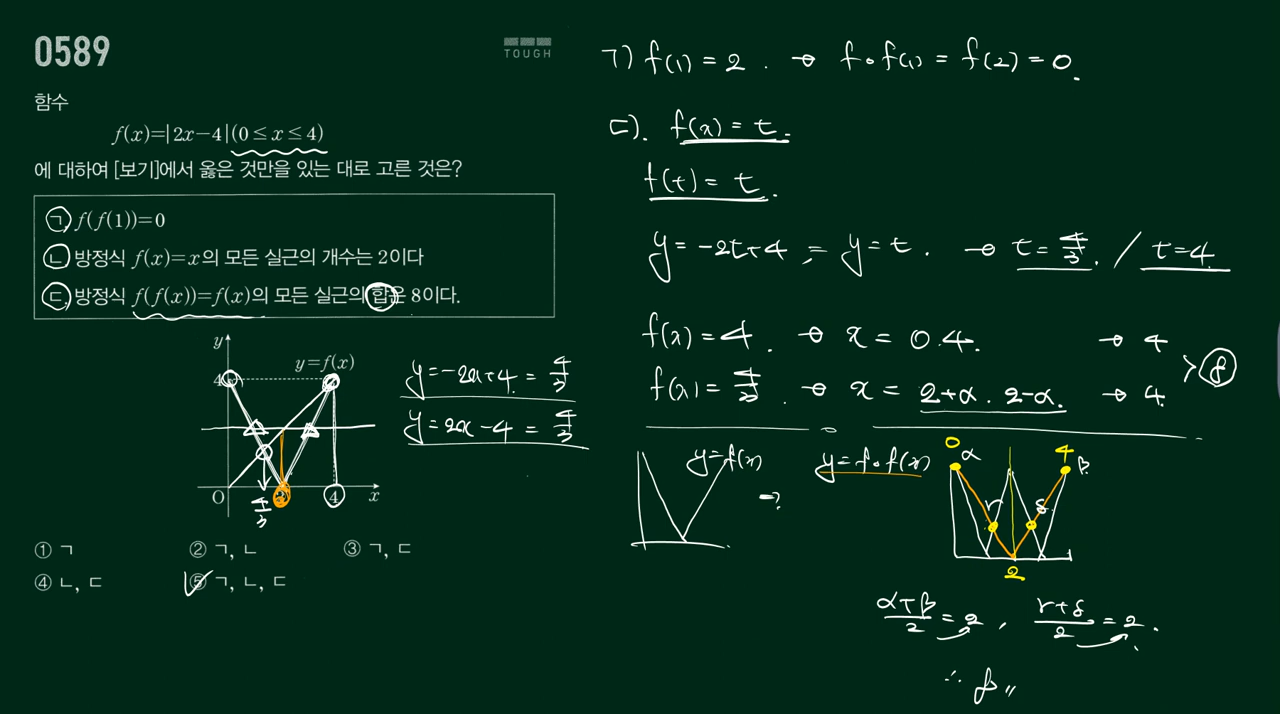 0589
TOUGH
함수
f(x)=|2x-4|(0≤x≤4)
에 대하여 [보기]에서 옳은 것만을 있는 대로 고른 것은?
ㄱ. f(f(1))=0
ㄴ. 방정식 f(x)=x의 모든 실근의 개수는 2이다
ㄷ. 방정식 f(f(x))=f(x)의 모든 실근의 합은 8이다.
y
4
y=f(x)
O
4/3
2
4
x
y=-2x+4=4/3
y=2x-4=4/3
① ㄱ
② ㄱ, ㄴ
③ ㄱ, ㄷ
④ ㄴ, ㄷ
⑤ ㄱ, ㄴ, ㄷ
ㄱ) f(1)=2. → f∘f(1)=f(2)=0.
ㄷ). f(x)=t.
f(t)=t.
y=-2t+4, = y=t. → t=4/3. / t=4.
f(x)=4. → x=0.4. → 4
f(x)=4/3. → x=2+α. 2-α. → 4.
> 8
y=f(x)
→
y=f∘f(x)
0 α
4 β
γ
δ
2
α+β/2=2, γ+δ/2=2.
∴ 8〃